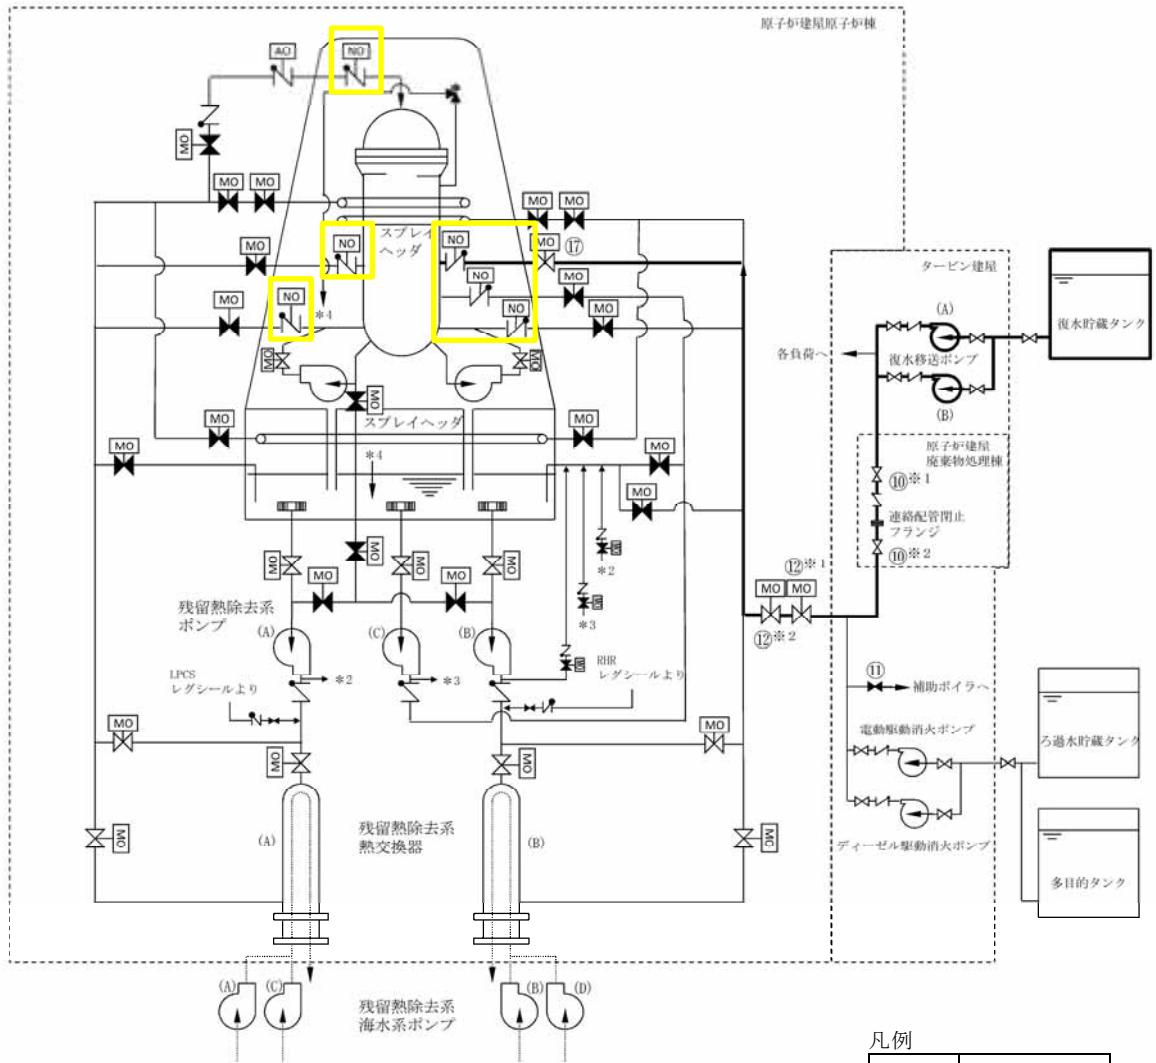 原子炉建屋原子炉棟
AO
NO
MO
MO
MO
MO
MO
スプレイ
ヘッダ
NO
NO
MO
⑰
MO
NO
MO
MO
NO
NO
MO
*4
MO
MO
MO
MO
タービン建屋
(A)
復水移送ポンプ
(B)
各負荷へ
復水貯蔵タンク
スプレイヘッダ
MO
MO
MO
MO
MO
*4
原子炉建屋
廃棄物処理棟
⑩※1
連絡配管閉止
フランジ
⑩※2
MO
MO
MO
MO
*2
MO
MO
*3
⑫※1
MO
MO
⑫※2
残留熱除去系
ポンプ
(A)
(C)
(B)
LPCS
レグシールより
*2
*3
RHR
レグシールより
⑪
補助ボイラへ
MO
MO
MO
MO
電動駆動消火ポンプ
ろ過水貯蔵タンク
(A)
残留熱除去系
熱交換器
(B)
MO
MO
ディーゼル駆動消火ポンプ
多目的タンク
(A)
(C)
残留熱除去系
海水系ポンプ
(B)
(D)
凡例